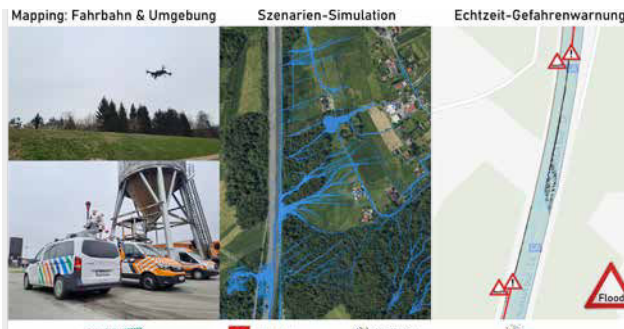 Mapping: Fahrbahn & Umgebung
Szenarien-Simulation
Echtzeit-Gefahrenwarnung
Flood